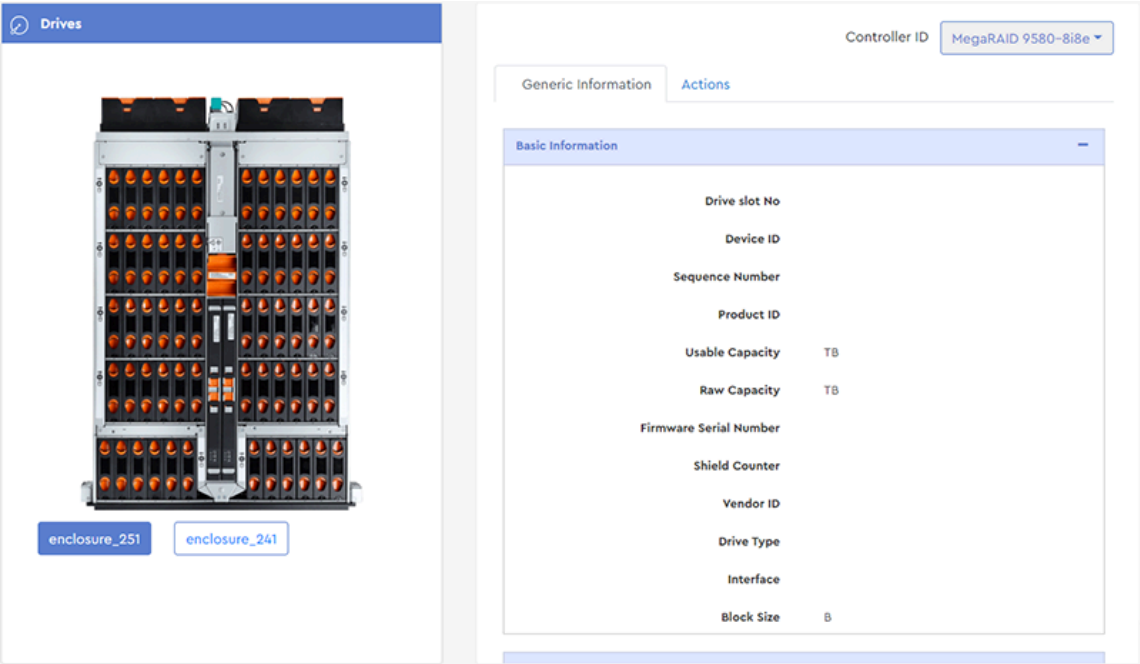 Drives
enclosure_251
enclosure_241
Controller ID
MegaRAID 9580-8i8e
Generic Information
Actions
Basic Information
Drive slot No
Device ID
Sequence Number
Product ID
Usable Capacity TB
Raw Capacity TB
Firmware Serial Number
Shield Counter
Vendor ID
Drive Type
Interface
Block Size B